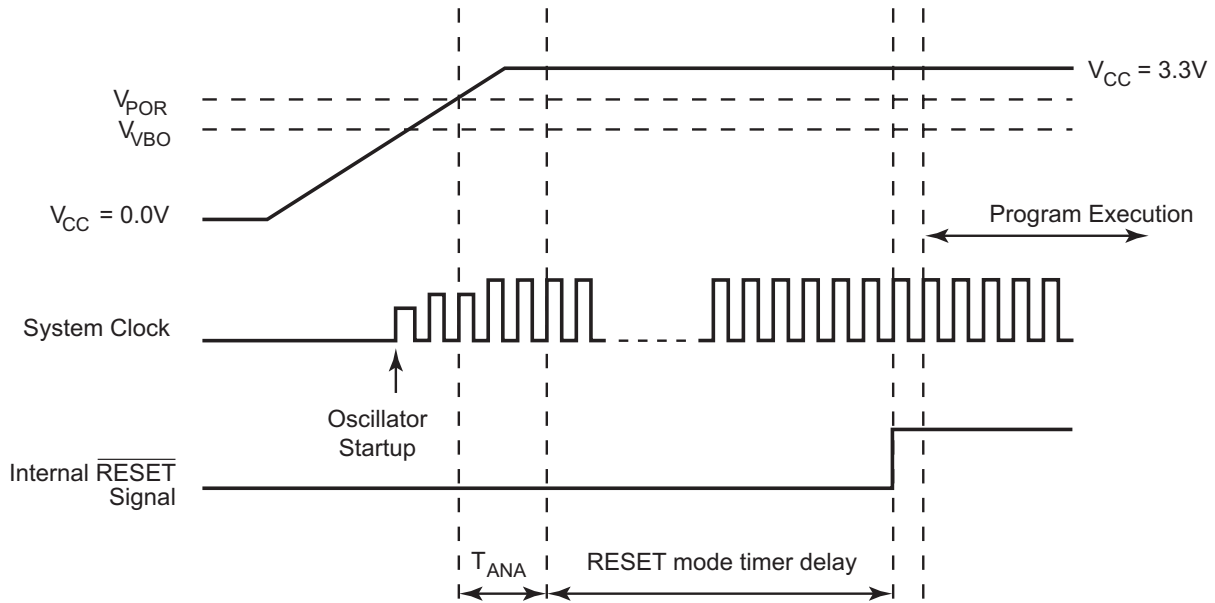 V_CC = 3.3V
V_POR
V_VBO
V_CC = 0.0V
Program Execution
System Clock
Oscillator
Startup
Internal R̅E̅S̅E̅T̅
Signal
T_ANA
RESET mode timer delay